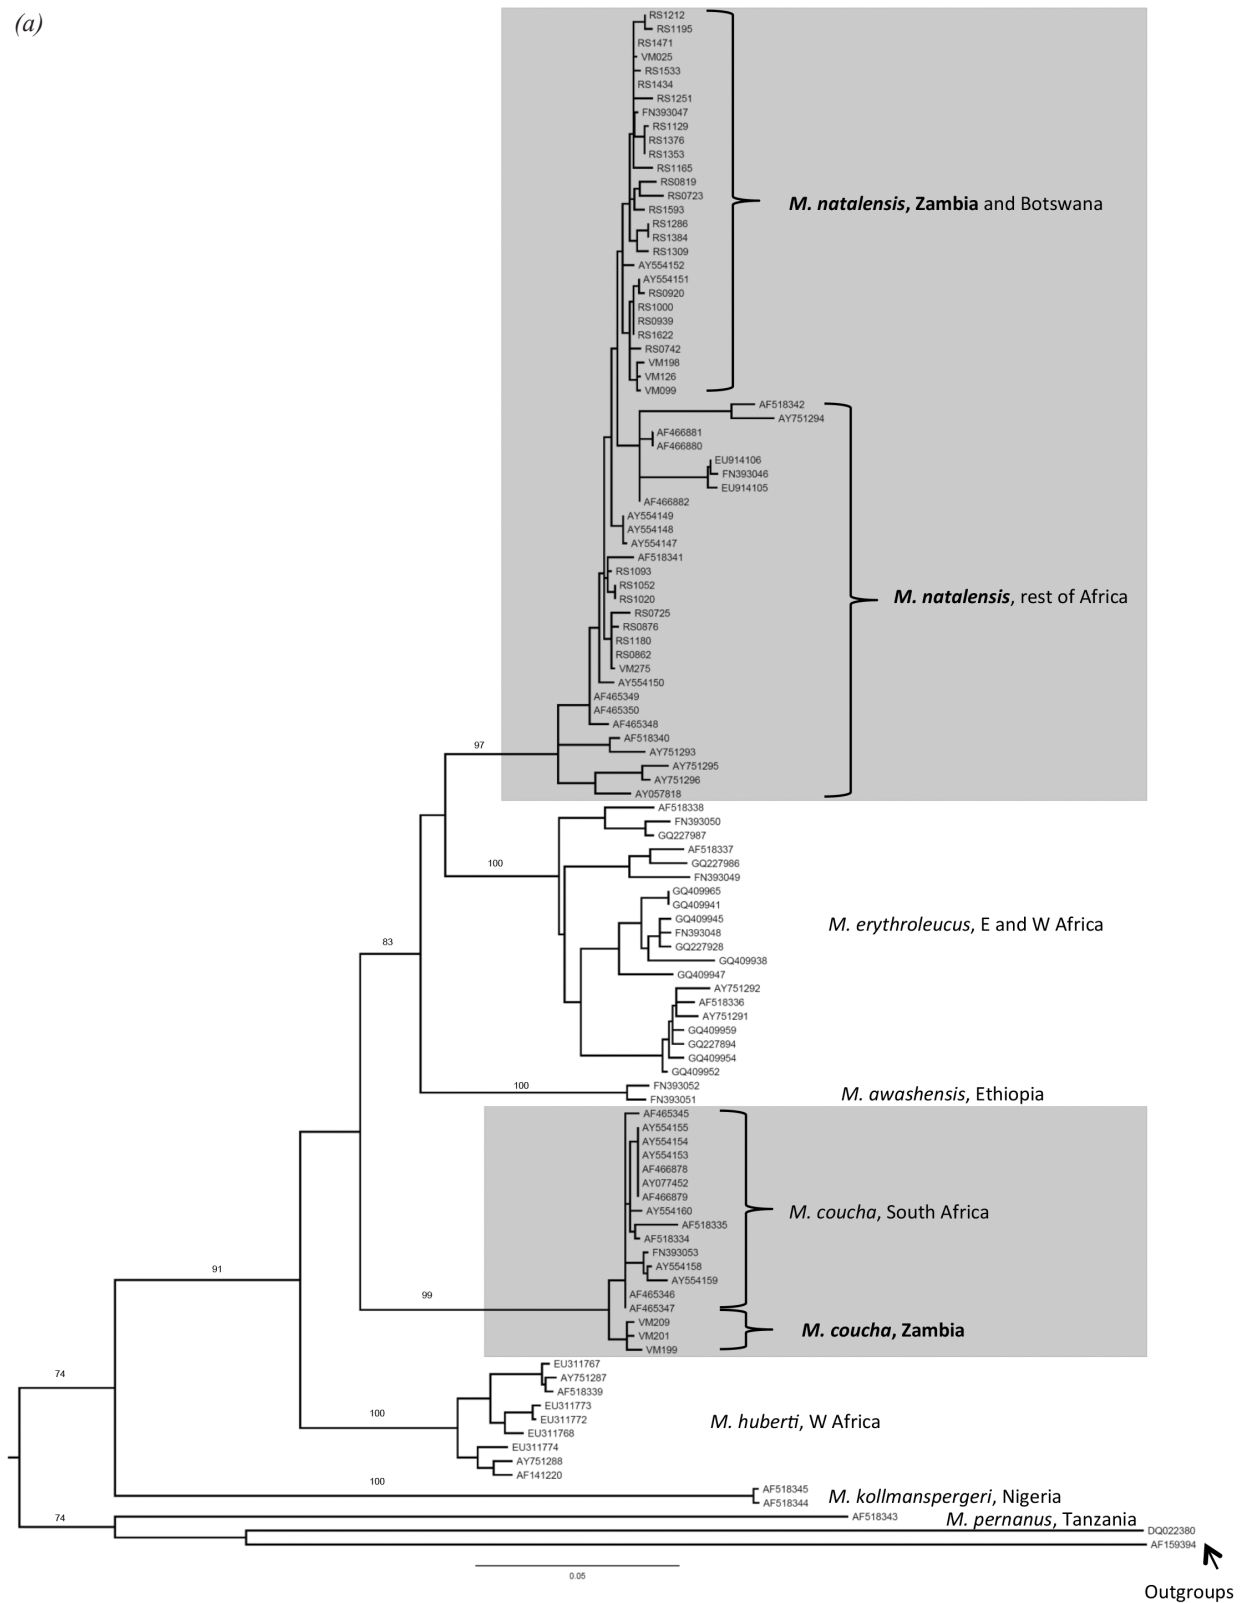 (a)
RS1212
RS1195
RS1471
VM025
RS1533
RS1434
RS1251
FN393047
RS1129
RS1376
RS1353
RS1165
RS0819
RS0723
M. natalensis, Zambia and Botswana
RS1593
RS1286
RS1384
RS1309
AY554152
AY554151
RS0920
RS1000
RS0939
RS1622
RS0742
VM198
VM126
VM099
AF518342
AY751294
AF466881
AF466880
EU914106
FN393046
EU914105
AF466882
AY554149
AY554148
AY554147
AF518341
RS1093
RS1052
RS1020
M. natalensis, rest of Africa
RS0725
RS0876
RS1180
RS0862
VM275
AY554150
AF465349
AF465350
AF465348
AF518340
97
AY751293
AY751295
AY751296
AY057818
AF518338
FN393050
GQ227987
AF518337
100
GQ227986
FN393049
GQ409965
GQ409941
GQ409945
M. erythroleucus, E and W Africa
FN393048
83
GQ227928
GQ409938
GQ409947
AY751292
AF518336
AY751291
GQ409959
GQ227894
GQ409954
GQ409952
100
FN393052
M. awashensis, Ethiopia
FN393051
AF465345
AY554155
AY554154
AY554153
AF466878
AY077452
AF466879
AY554160
M. coucha, South Africa
AF518335
AF518334
FN393053
91
AY554158
AY554159
99
AF465346
AF465347
VM209
M. coucha, Zambia
VM201
VM199
EU311767
74
AY751287
AF518339
EU311773
100
EU311772
M. huberti, W Africa
EU311768
EU311774
AY751288
AF141220
100
AF518345
M. kollmanspergeri, Nigeria
AF518344
74
AF518343
M. pernanus, Tanzania
DQ022380
AF159394
0.05
Outgroups